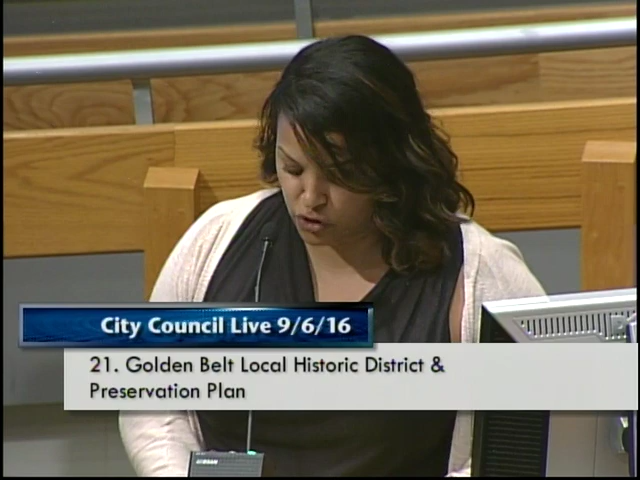 City Council Live 9/6/16
21. Golden Belt Local Historic District &
Preservation Plan